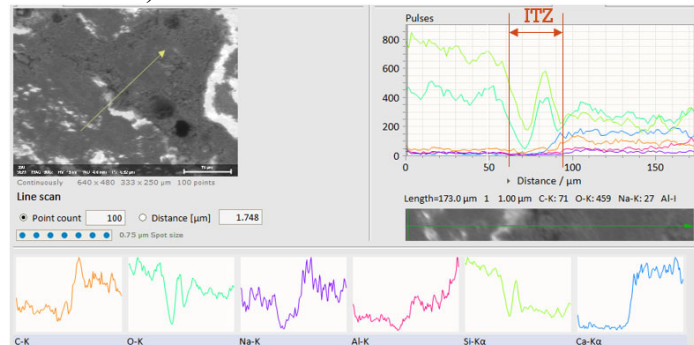 Pulses
ITZ
800
600
400
200
0
0 50 100 150
Distance / µm
Continuously 640 x 480 333 x 250 µm 100 points
Line scan
Point count 100 Distance [µm] 1.748
0.75 µm Spot size
Length=173.0 µm 1 1.00 µm C-K: 71 O-K: 459 Na-K: 27 Al-I
C-K O-K Na-K Al-K Si-Kα Ca-Kα